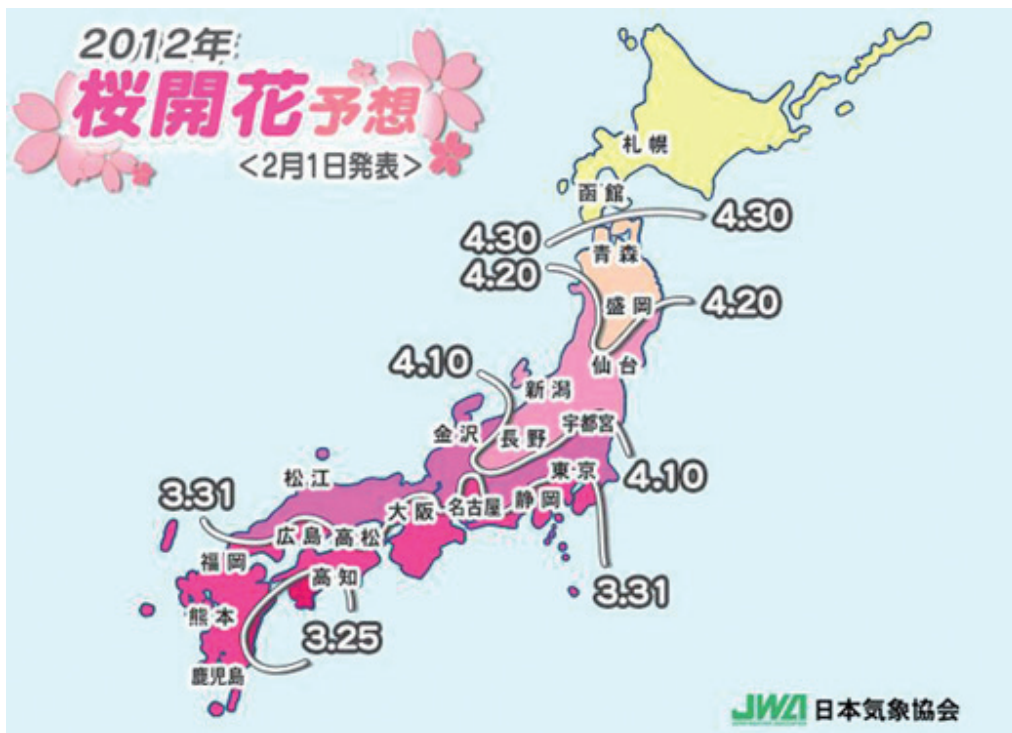 2012年
桜開花予想
<2月1日発表>
札幌
函館
4.30
4.30
青森
4.20
盛岡
4.20
仙台
4.10
新潟
宇都宮
金沢
長野
4.10
東京
松江
3.31
大阪
名古屋
静岡
広島
高松
福岡
高知
3.31
熊本
3.25
鹿児島
JWA 日本気象協会